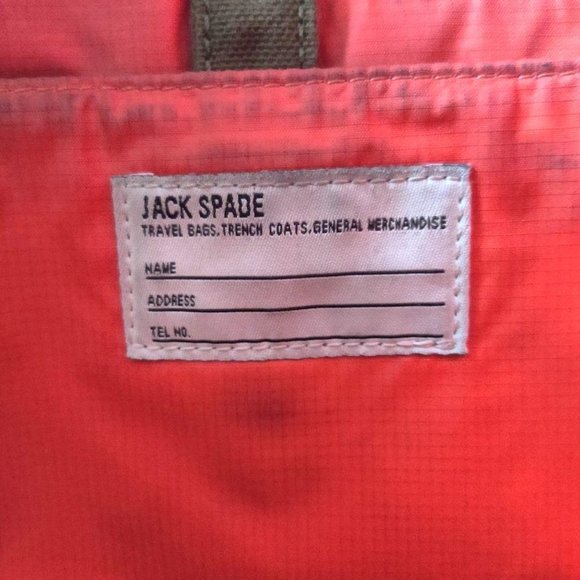 JACK SPADE
TRAVEL BAGS, TRENCH COATS, GENERAL MERCHANDISE
NAME
ADDRESS
TEL NO.